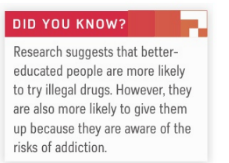 DID YOU KNOW?
Research suggests that better-
educated people are more likely
to try illegal drugs. However, they
are also more likely to give them
up because they are aware of the
risks of addiction.